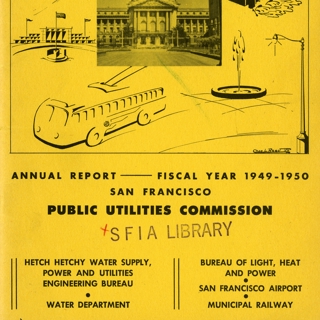 ANNUAL REPORT — FISCAL YEAR 1949-1950
SAN FRANCISCO
PUBLIC UTILITIES COMMISSION
SFIA LIBRARY
HETCH HETCHY WATER SUPPLY,
POWER AND UTILITIES
ENGINEERING BUREAU
•
WATER DEPARTMENT
BUREAU OF LIGHT, HEAT
AND POWER
•
SAN FRANCISCO AIRPORT
•
MUNICIPAL RAILWAY